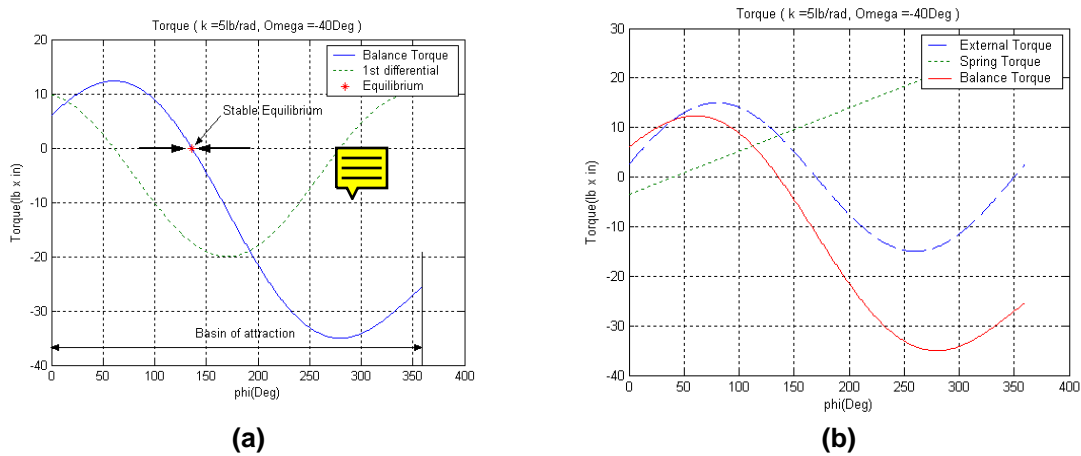 Torque ( k =5lb/rad, Omega =-40Deg )
20
10
0
-10
-20
-30
-40
0
50
100
150
200
250
300
350
400
Torque(lb x in)
phi(Deg)
Balance Torque
1st differential
Equilibrium
Stable Equilibrium
Basin of attraction
(a)
Torque ( k =5lb/rad, Omega =-40Deg )
30
20
10
0
-10
-20
-30
-40
0
50
100
150
200
250
300
350
400
Torque(lb x in)
phi(Deg)
External Torque
Spring Torque
Balance Torque
(b)